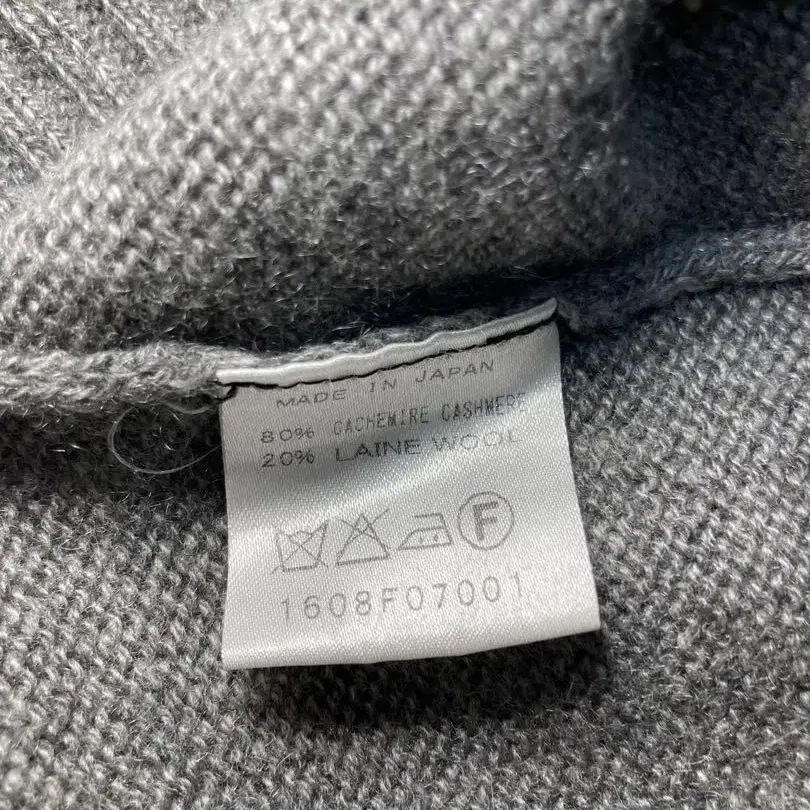 MADE IN JAPAN
80% CACHEMIRE CASHMERE
20% LAINE WOOL
F
1608F07001